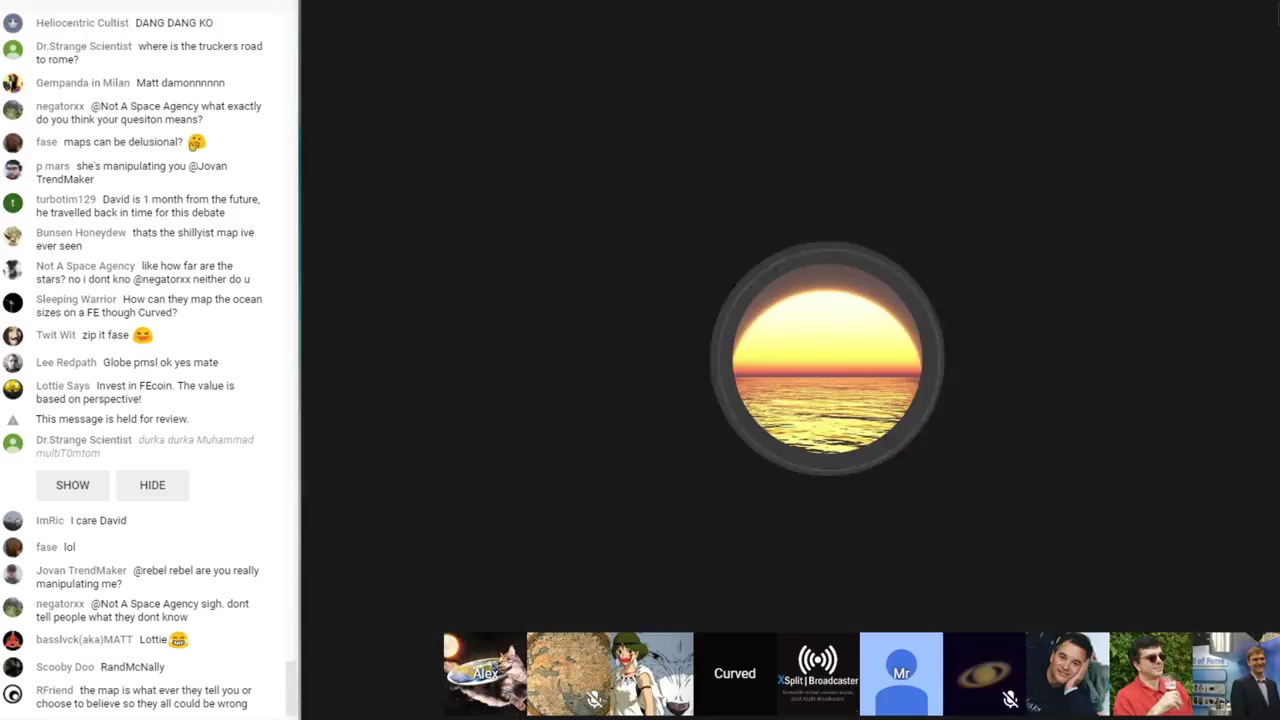 Heliocentric Cultist DANG DANG KO
Dr.Strange Scientist where is the truckers road
to rome?
Gempanda in Milan Matt damonnnnnn
negatorxx @Not A Space Agency what exactly
do you think your quesiton means?
fase maps can be delusional? 🤔
p mars she's manipulating you @Jovan
TrendMaker
t
turbotim129 David is 1 month from the future,
he travelled back in time for this debate
Bunsen Honeydew thats the shillyist map ive
ever seen
Not A Space Agency like how far are the
stars? no i dont kno @negatorxx neither do u
Sleeping Warrior How can they map the ocean
sizes on a FE though Curved?
Twit Wit zip it fase 😄
Lee Redpath Globe pmsl ok yes mate
Lottie Says Invest in FEcoin. The value is
based on perspective!
This message is held for review.
Dr.Strange Scientist durka durka Muhammad
multiT0mtom
SHOW HIDE
ImRic I care David
fase lol
Jovan TrendMaker @rebel rebel are you really
manipulating me?
negatorxx @Not A Space Agency sigh. dont
tell people what they dont know
basslvck(aka)MATT Lottie😂
Scooby Doo RandMcNally
RFriend the map is what ever they tell you or
choose to believe so they all could be wrong
Alex
Curved
XSplit|Broadcaster
Mr